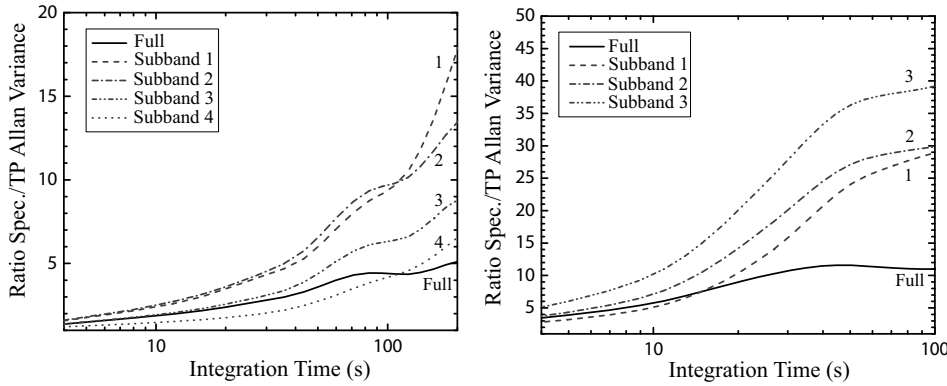 Ratio Spec./TP Allan Variance
20
15
10
5
Full
Subband 1
Subband 2
Subband 3
Subband 4
1
2
3
4
Full
10
100
Integration Time (s)
Ratio Spec./TP Allan Variance
50
45
40
35
30
25
20
15
10
5
Full
Subband 1
Subband 2
Subband 3
3
2
1
Full
10
100
Integration Time (s)